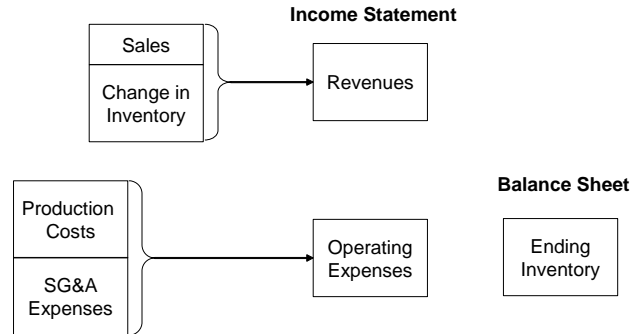 Income Statement
Sales
Change in
Inventory
Revenues
Balance Sheet
Production
Costs
SG&A
Expenses
Operating
Expenses
Ending
Inventory